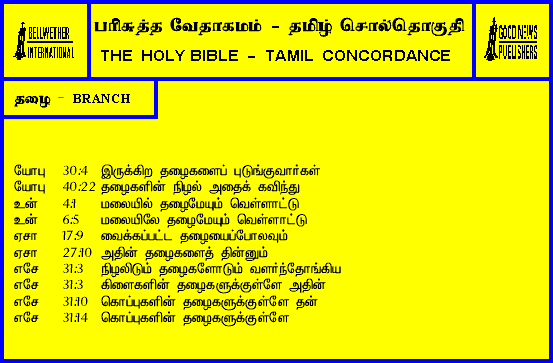 BELLWETHER
INTERNATIONAL
பரிசுத்த வேதாகமம் - தமிழ் சொல்தொகுதி
THE HOLY BIBLE - TAMIL CONCORDANCE
GOOD NEWS
PUBLISHERS
தழை - BRANCH
யோபு 30:4 இருக்கிற தழைகளைப் புடுங்குவார்கள்
யோபு 40:22 தழைகளின் நிழல் அதைக் கவிந்து
உன் 4:1 மலையில் தழைமேயும் வெள்ளாட்டு
உன் 6:5 மலையிலே தழைமேயும் வெள்ளாட்டு
ஏசா 17:9 வைக்கப்பட்ட தழையைப்போலவும்
ஏசா 27:10 அதின் தழைகளைத் தின்னும்
எசே 31:3 நிழலிடும் தழைகளோடும் வளர்ந்தோங்கிய
எசே 31:3 கிளைகளின் தழைகளுக்குள்ளே அதின்
எசே 31:10 கொப்புகளின் தழைகளுக்குள்ளே தன்
எசே 31:14 கொப்புகளின் தழைகளுக்குள்ளே